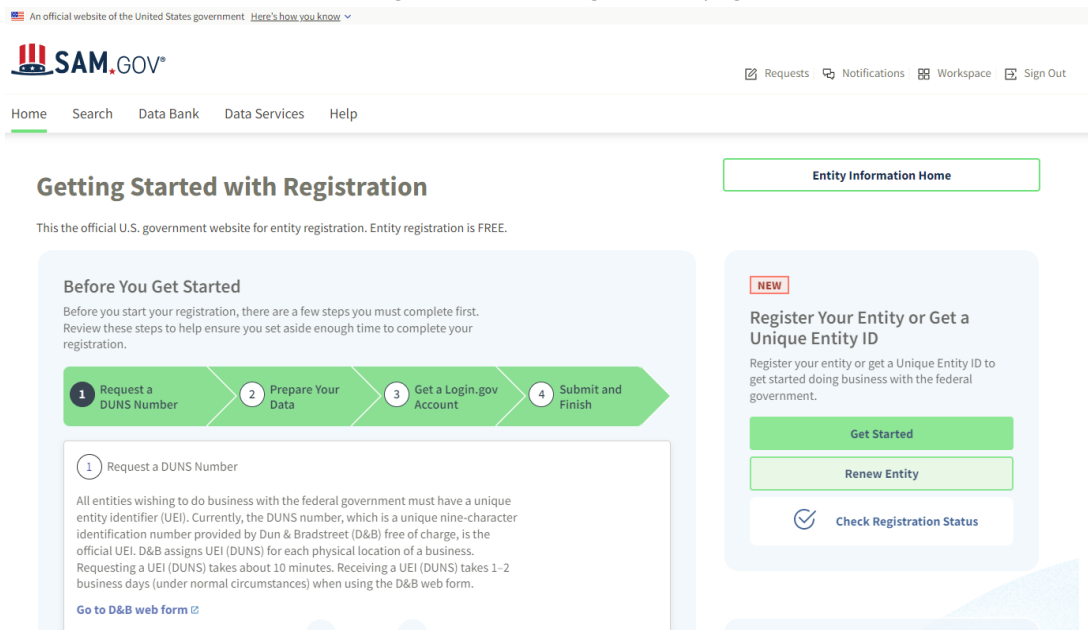 An official website of the United States government Here's how you know
SAM.GOV®
Requests Notifications Workspace Sign Out
Home Search Data Bank Data Services Help
Getting Started with Registration
Entity Information Home
This the official U.S. government website for entity registration. Entity registration is FREE.
Before You Get Started
Before you start your registration, there are a few steps you must complete first.
Review these steps to help ensure you set aside enough time to complete your
registration.
1 Request a
DUNS Number
2 Prepare Your
Data
3 Get a Login.gov
Account
4 Submit and
Finish
1 Request a DUNS Number
All entities wishing to do business with the federal government must have a unique
entity identifier (UEI). Currently, the DUNS number, which is a unique nine-character
identification number provided by Dun & Bradstreet (D&B) free of charge, is the
official UEI. D&B assigns UEI (DUNS) for each physical location of a business.
Requesting a UEI (DUNS) takes about 10 minutes. Receiving a UEI (DUNS) takes 1–2
business days (under normal circumstances) when using the D&B web form.
Go to D&B web form
NEW
Register Your Entity or Get a
Unique Entity ID
Register your entity or get a Unique Entity ID to
get started doing business with the federal
government.
Get Started
Renew Entity
Check Registration Status